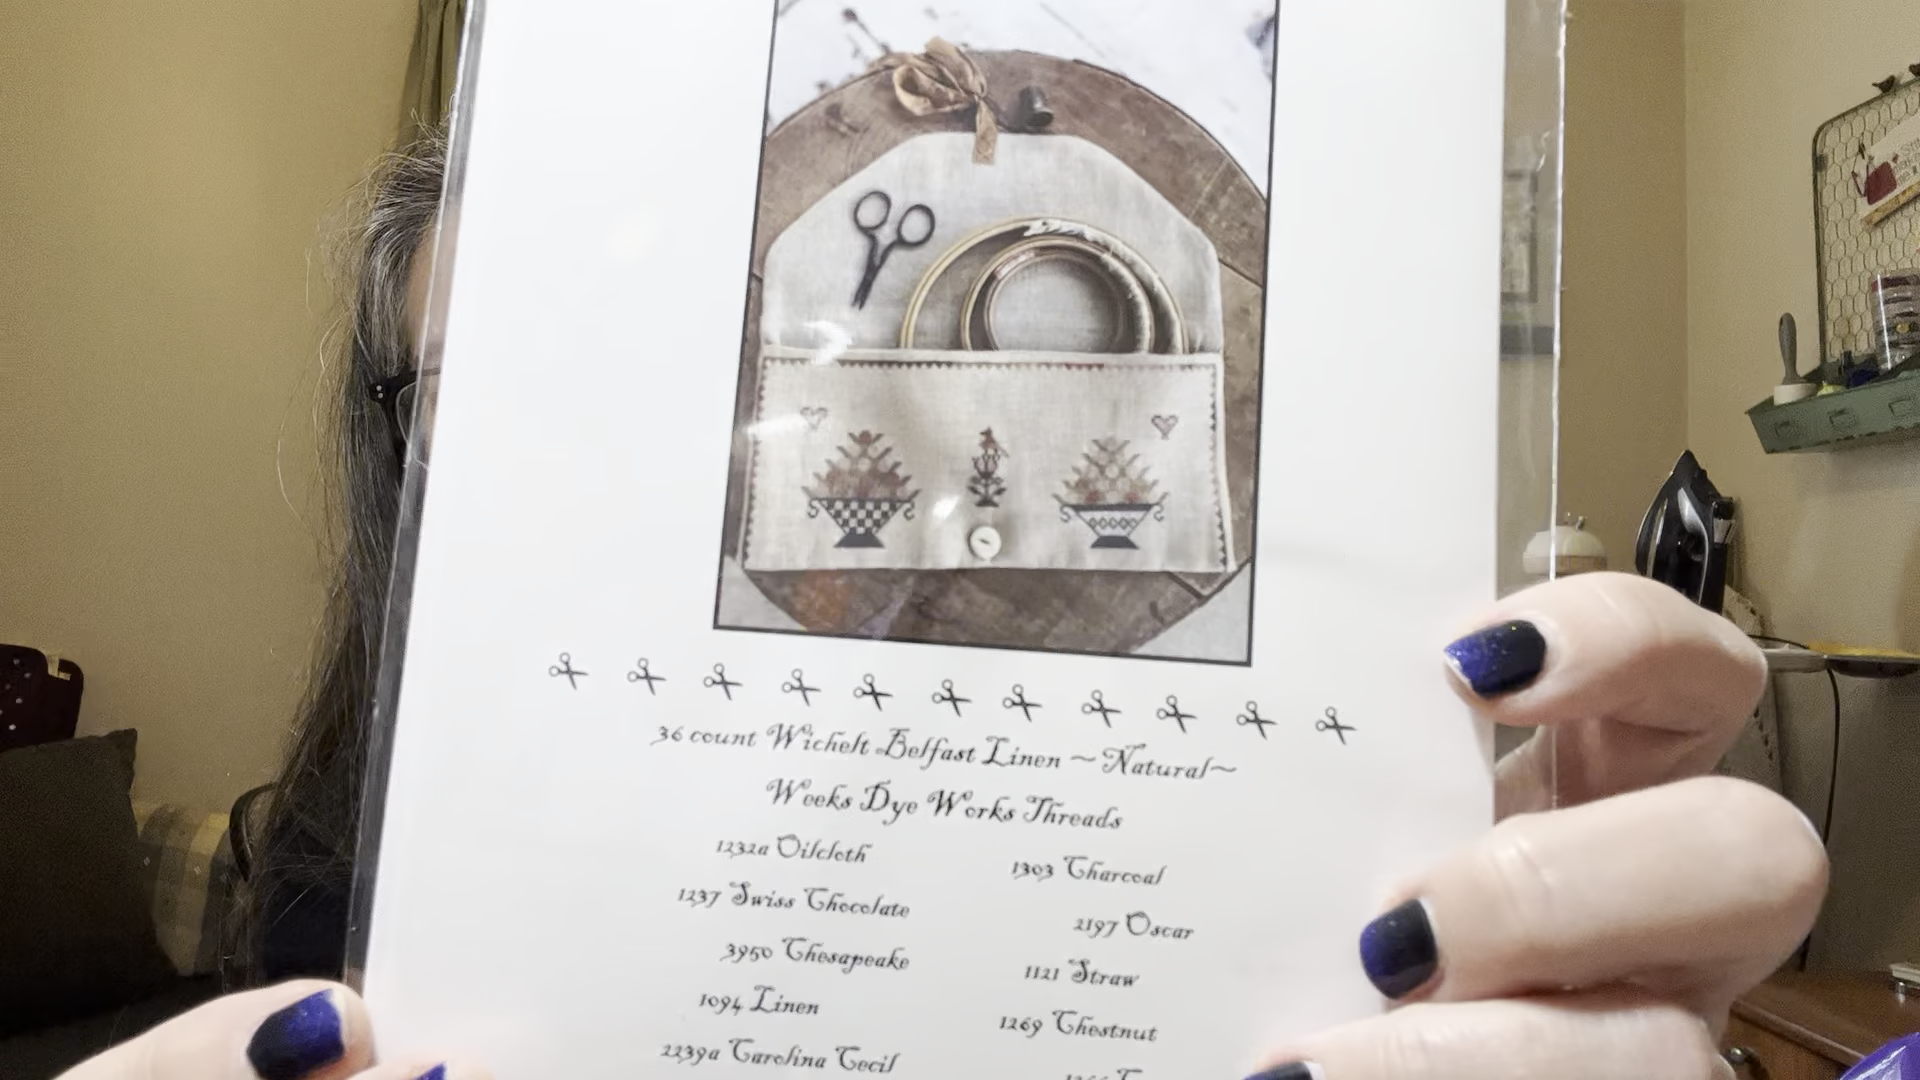 36 count Wichelt Belfast Linen ~Natural~
Weeks Dye Works Threads
1232a Oilcloth
1237 Swiss Chocolate
3950 Chesapeake
1094 Linen
2239a Carolina Cecil
1303 Charcoal
2197 Oscar
1121 Straw
1269 Chestnut